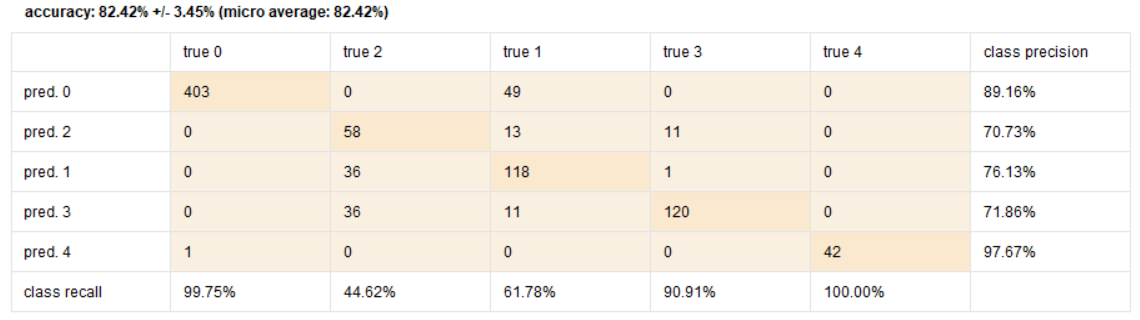 accuracy: 82.42% +/- 3.45% (micro average: 82.42%)
true 0 true 2 true 1 true 3 true 4 class precision
pred. 0 403 0 49 0 0 89.16%
pred. 2 0 58 13 11 0 70.73%
pred. 1 0 36 118 1 0 76.13%
pred. 3 0 36 11 120 0 71.86%
pred. 4 1 0 0 0 42 97.67%
class recall 99.75% 44.62% 61.78% 90.91% 100.00%